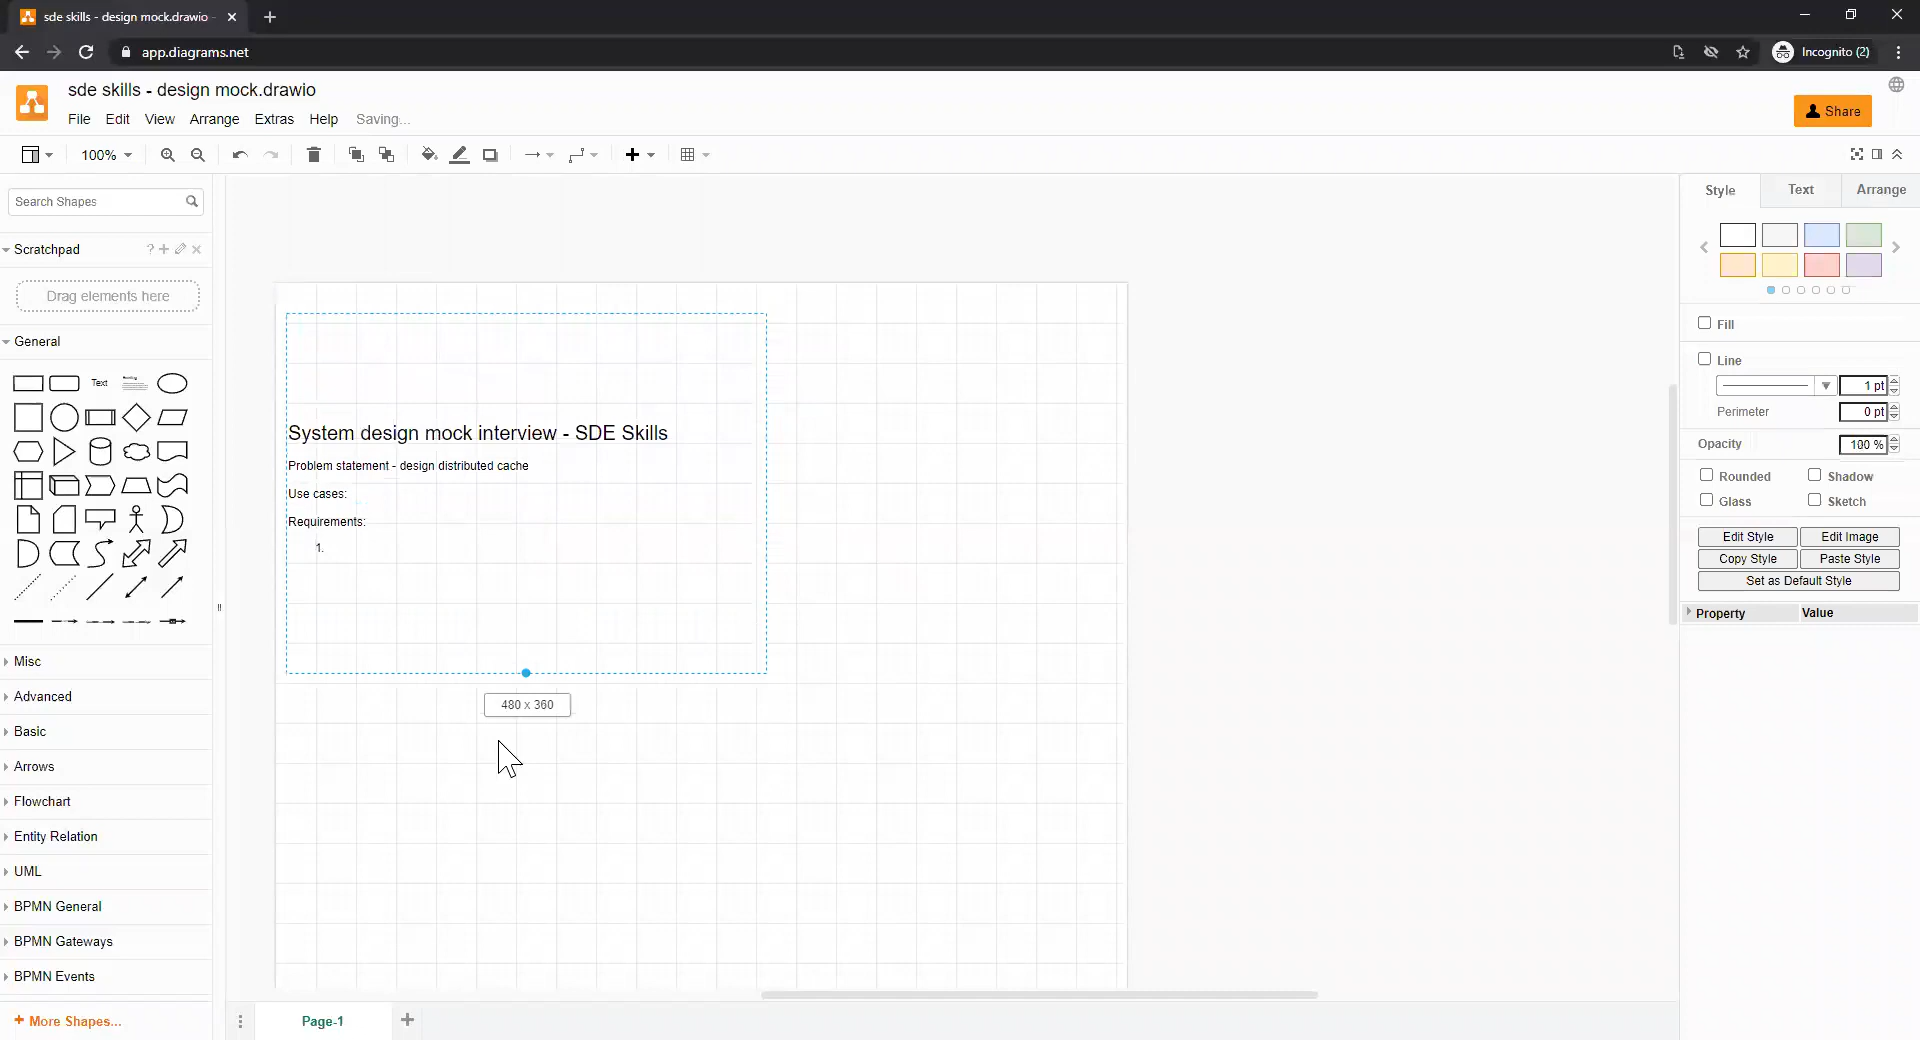 sde skills - design mock.drawio -
app.diagrams.net
Incognito (2)
sde skills - design mock.drawio
File Edit View Arrange Extras Help Saving...
Share
100%
Search Shapes
Style Text Arrange
Scratchpad
?
Drag elements here
General
Text
Heading
Fill
Line
1 pt
Perimeter 0 pt
Opacity 100 %
Rounded Shadow
Glass Sketch
Edit Style Edit Image
Copy Style Paste Style
Set as Default Style
Property Value
System design mock interview - SDE Skills
Problem statement - design distributed cache
Use cases:
Requirements:
1.
480 x 360
Misc
Advanced
Basic
Arrows
Flowchart
Entity Relation
UML
BPMN General
BPMN Gateways
BPMN Events
+ More Shapes...
Page-1